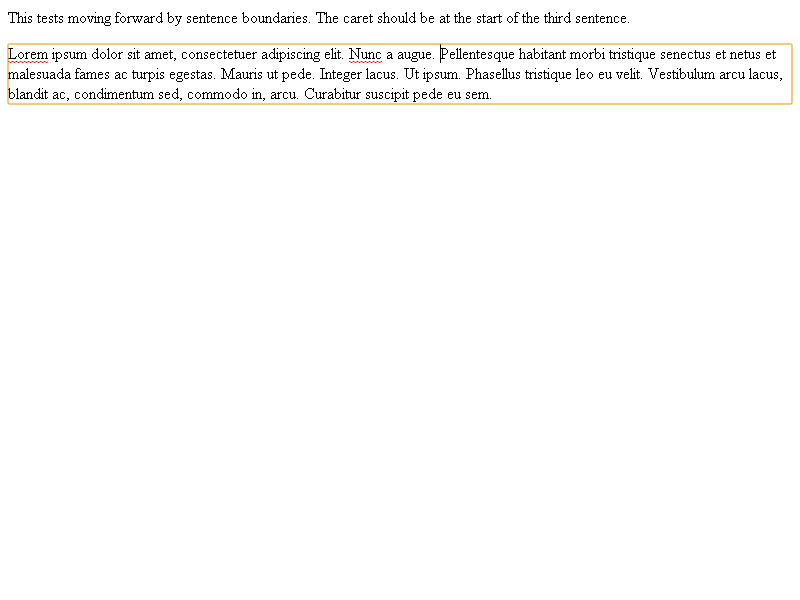 This tests moving forward by sentence boundaries. The caret should be at the start of the third sentence.
Lorem ipsum dolor sit amet, consectetuer adipiscing elit. Nunc a augue. Pellentesque habitant morbi tristique senectus et netus et
malesuada fames ac turpis egestas. Mauris ut pede. Integer lacus. Ut ipsum. Phasellus tristique leo eu velit. Vestibulum arcu lacus,
blandit ac, condimentum sed, commodo in, arcu. Curabitur suscipit pede eu sem.